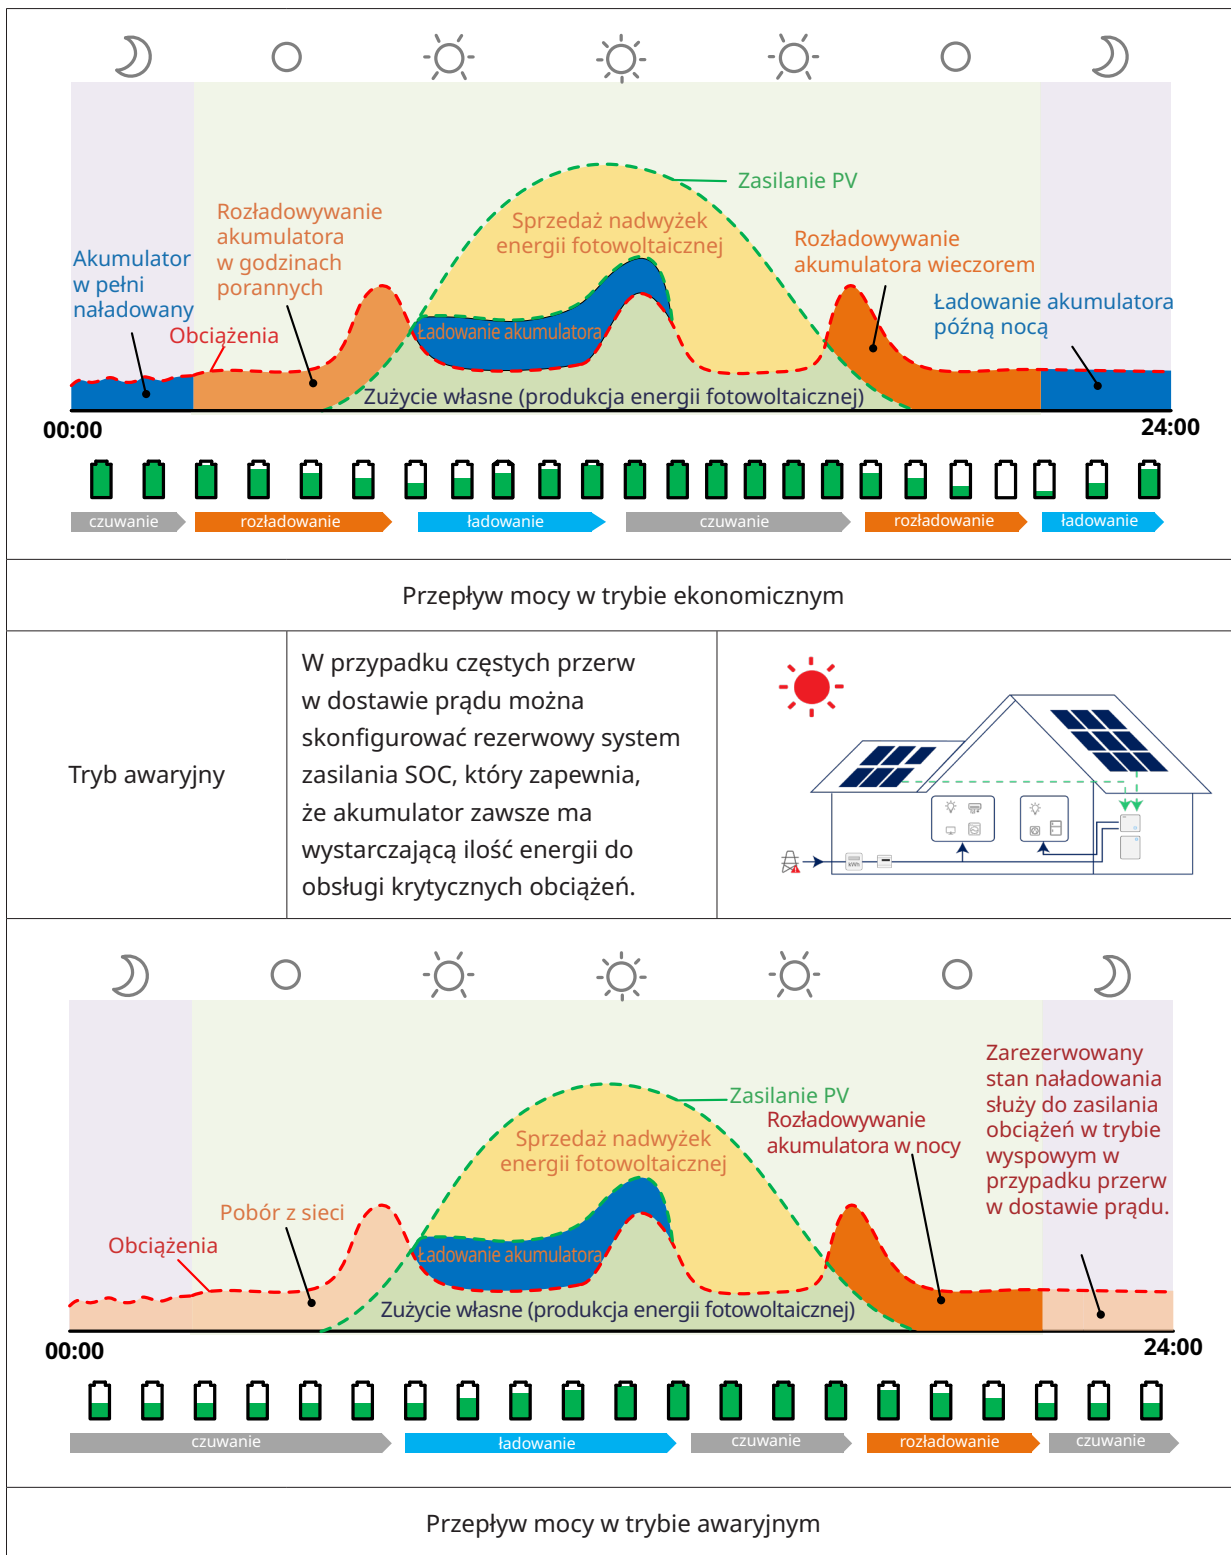 Zasilanie PV
Rozładowywanie
akumulatora
w godzinach
porannych
Sprzedaż nadwyżek
energii fotowoltaicznej
Rozładowywanie
akumulatora wieczorem
Akumulator
w pełni
naładowany
Ładowanie akumulatora
późną nocą
Obciążenia
Ładowanie akumulatora
Zużycie własne (produkcja energii fotowoltaicznej)
00:00
24:00
czuwanie
rozładowanie
ładowanie
czuwanie
rozładowanie
ładowanie
Przepływ mocy w trybie ekonomicznym
Tryb awaryjny
W przypadku częstych przerw
w dostawie prądu można
skonfigurować rezerwowy system
zasilania SOC, który zapewnia,
że akumulator zawsze ma
wystarczającą ilość energii do
obsługi krytycznych obciążeń.
kWh
Zarezerwowany
stan naładowania
służy do zasilania
obciążeń w trybie
wyspowym w
przypadku przerw
w dostawie prądu.
Zasilanie PV
Rozładowywanie
akumulatora w nocy
Sprzedaż nadwyżek
energii fotowoltaicznej
Pobór z sieci
Obciążenia
Ładowanie akumulatora
Zużycie własne (produkcja energii fotowoltaicznej)
00:00
24:00
czuwanie
ładowanie
czuwanie
rozładowanie
czuwanie
Przepływ mocy w trybie awaryjnym